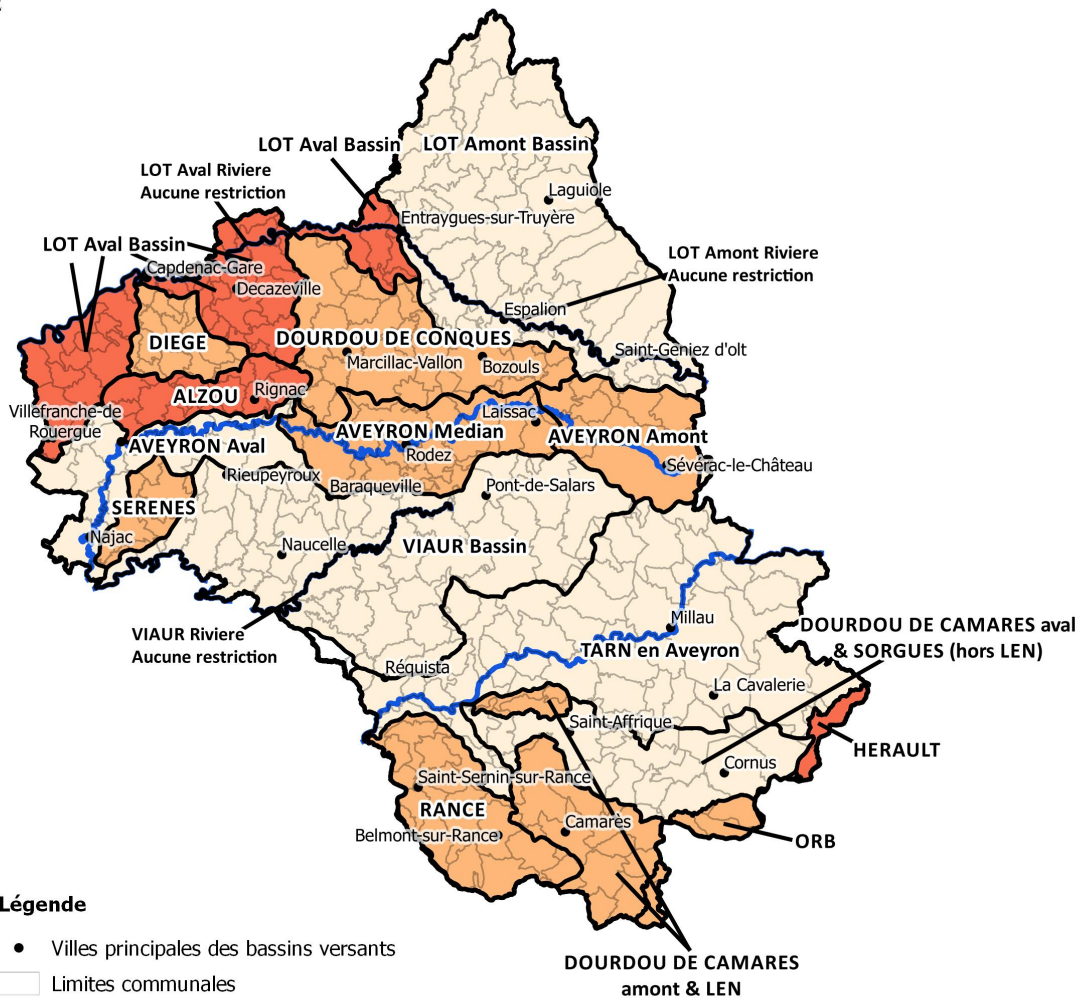 LOT Aval Bassin
LOT Amont Bassin
LOT Aval Riviere
Aucune restriction
Laguiole
Entraygues-sur-Truyère
LOT Aval Bassin
LOT Amont Riviere
Aucune restriction
Capdenac-Gare
Decazeville
Espalion
DIEGE
DOURDOU DE CONQUES
Saint-Geniez d'olt
Marcillac-Vallon
Bozouls
ALZOU
Rignac
Villefranche-de
Rouergue
Laissac
AVEYRON Aval
AVEYRON Median
AVEYRON Amont
Rodez
Sévérac-le-Château
Rieupeyroux
Baraqueville
Pont-de-Salars
SERENES
Najac
Naucelle
VIAUR Bassin
VIAUR Riviere
Aucune restriction
Millau
DOURDOU DE CAMARES aval
& SORGUES (hors LEN)
TARN en Aveyron
Réquista
La Cavalerie
Saint-Affrique
HERAULT
Cornus
Saint-Sernin-sur-Rance
RANCE
Camarès
Belmont-sur-Rance
ORB
Légende
Villes principales des bassins versants
Limites communales
DOURDOU DE CAMARES
amont & LEN